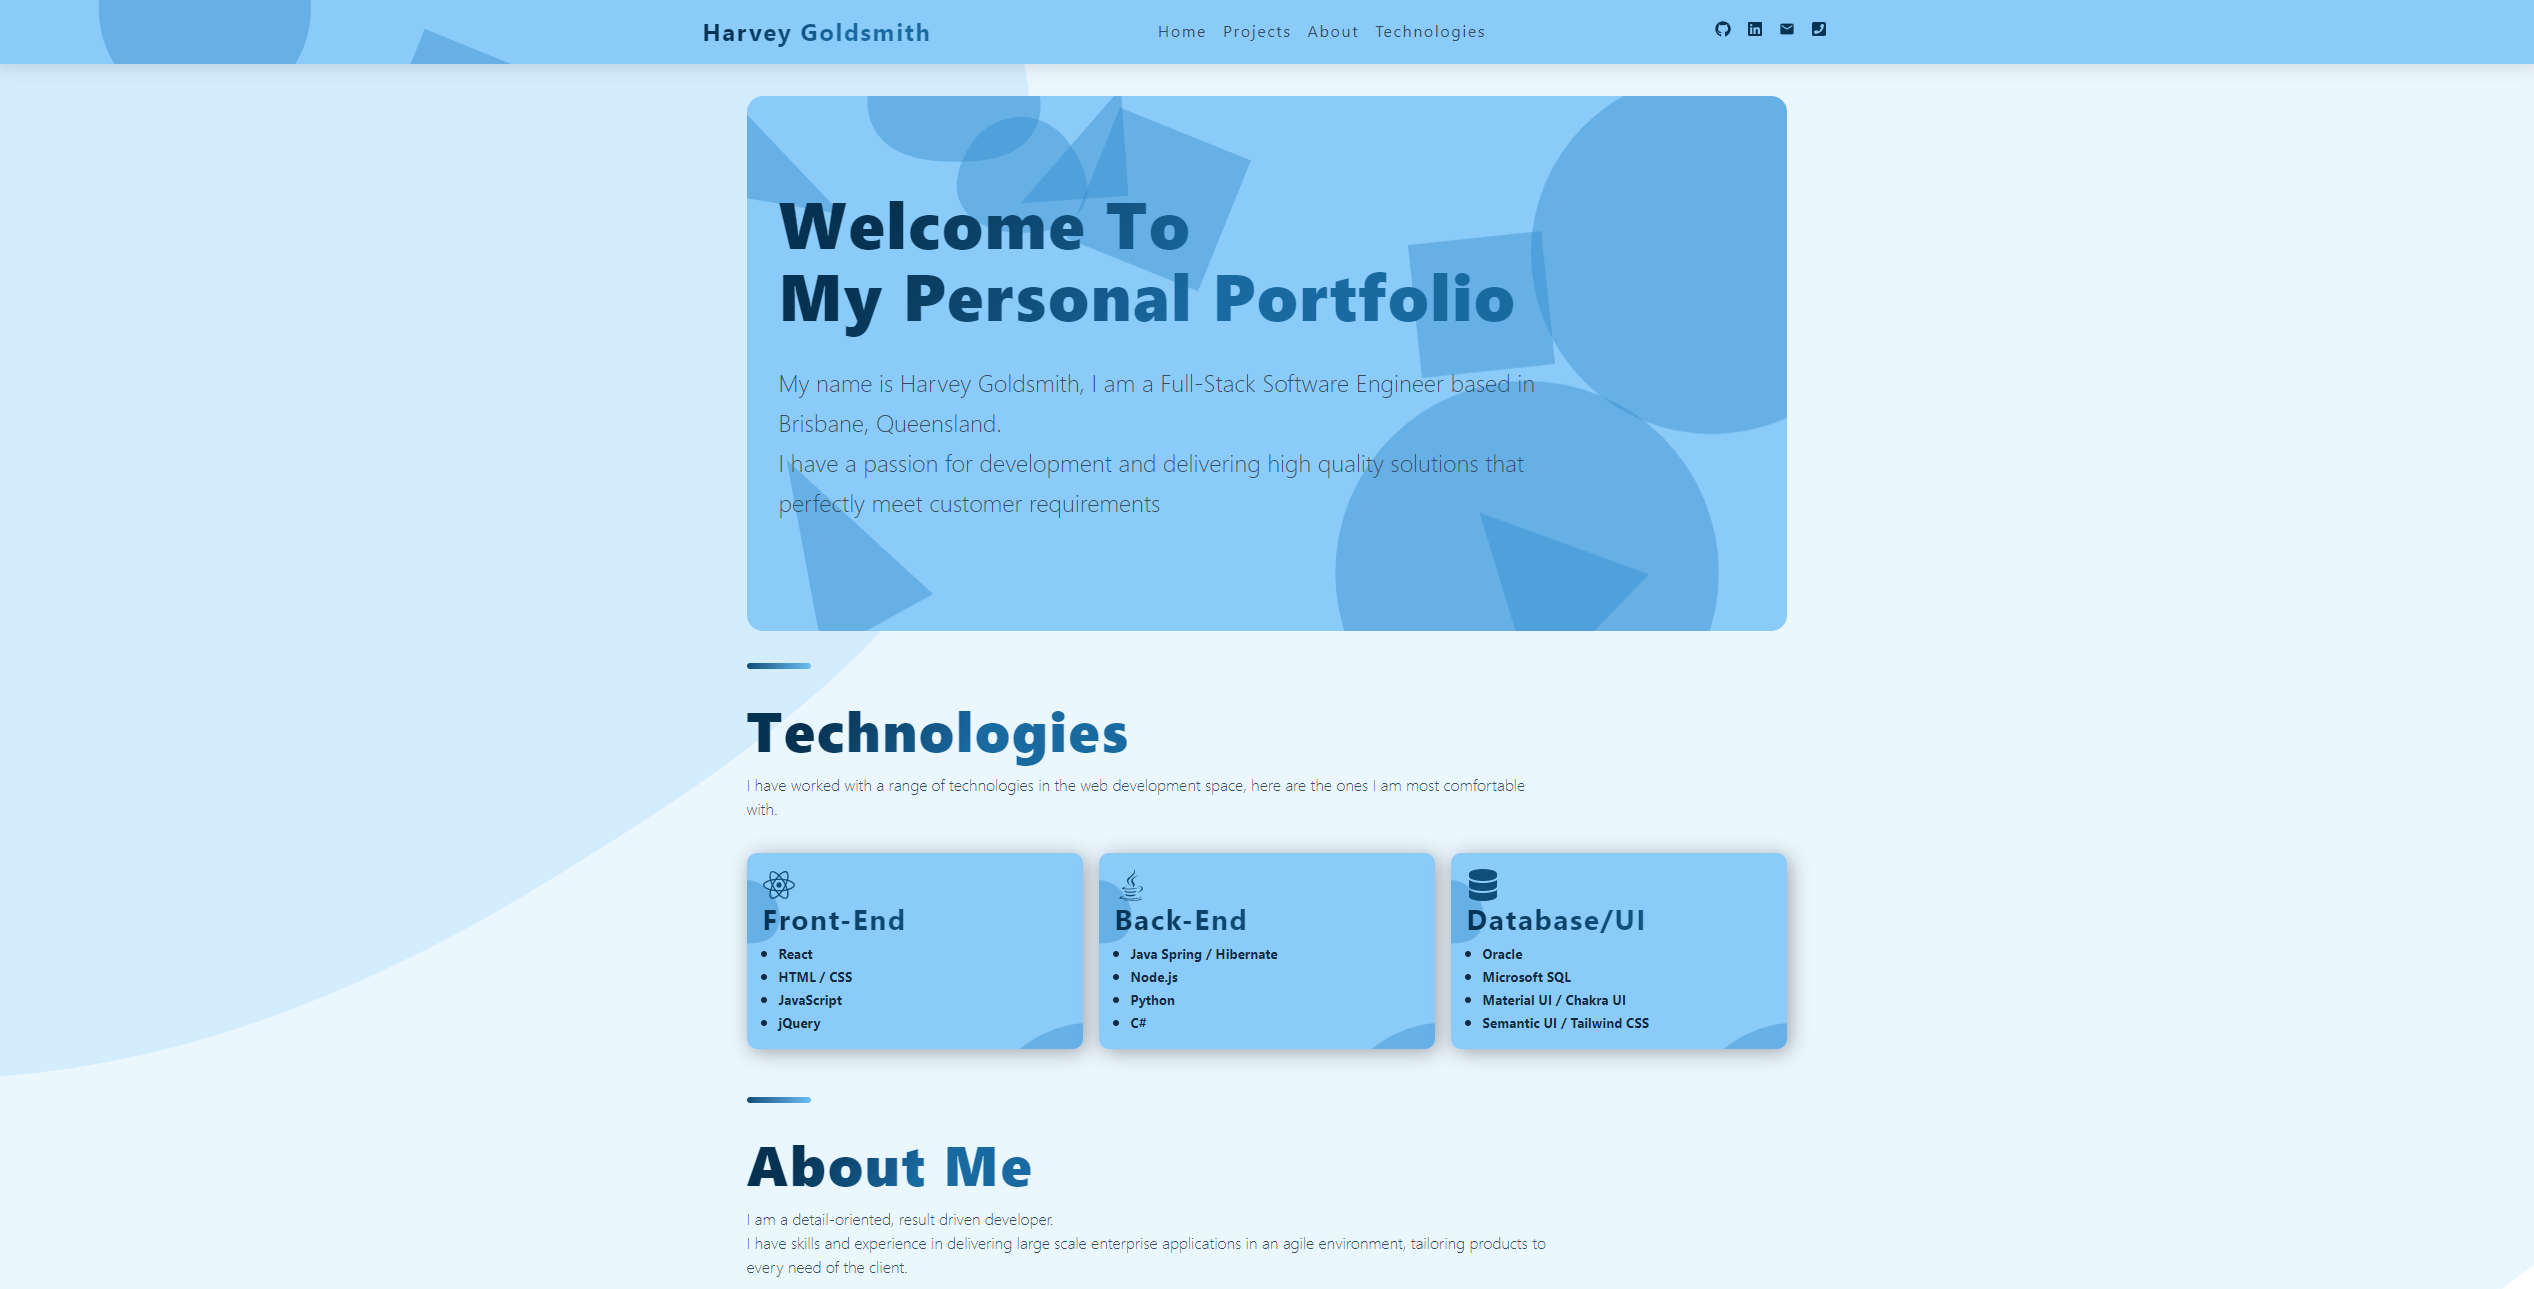 Harvey Goldsmith
Home Projects About Technologies
Welcome To
My Personal Portfolio
My name is Harvey Goldsmith, I am a Full-Stack Software Engineer based in
Brisbane, Queensland.
I have a passion for development and delivering high quality solutions that
perfectly meet customer requirements
Technologies
I have worked with a range of technologies in the web development space, here are the ones I am most comfortable
with.
Front-End
React
HTML / CSS
JavaScript
jQuery
Back-End
Java Spring / Hibernate
Node.js
Python
C#
Database/UI
Oracle
Microsoft SQL
Material UI / Chakra UI
Semantic UI / Tailwind CSS
About Me
I am a detail-oriented, result driven developer.
I have skills and experience in delivering large scale enterprise applications in an agile environment, tailoring products to
every need of the client.